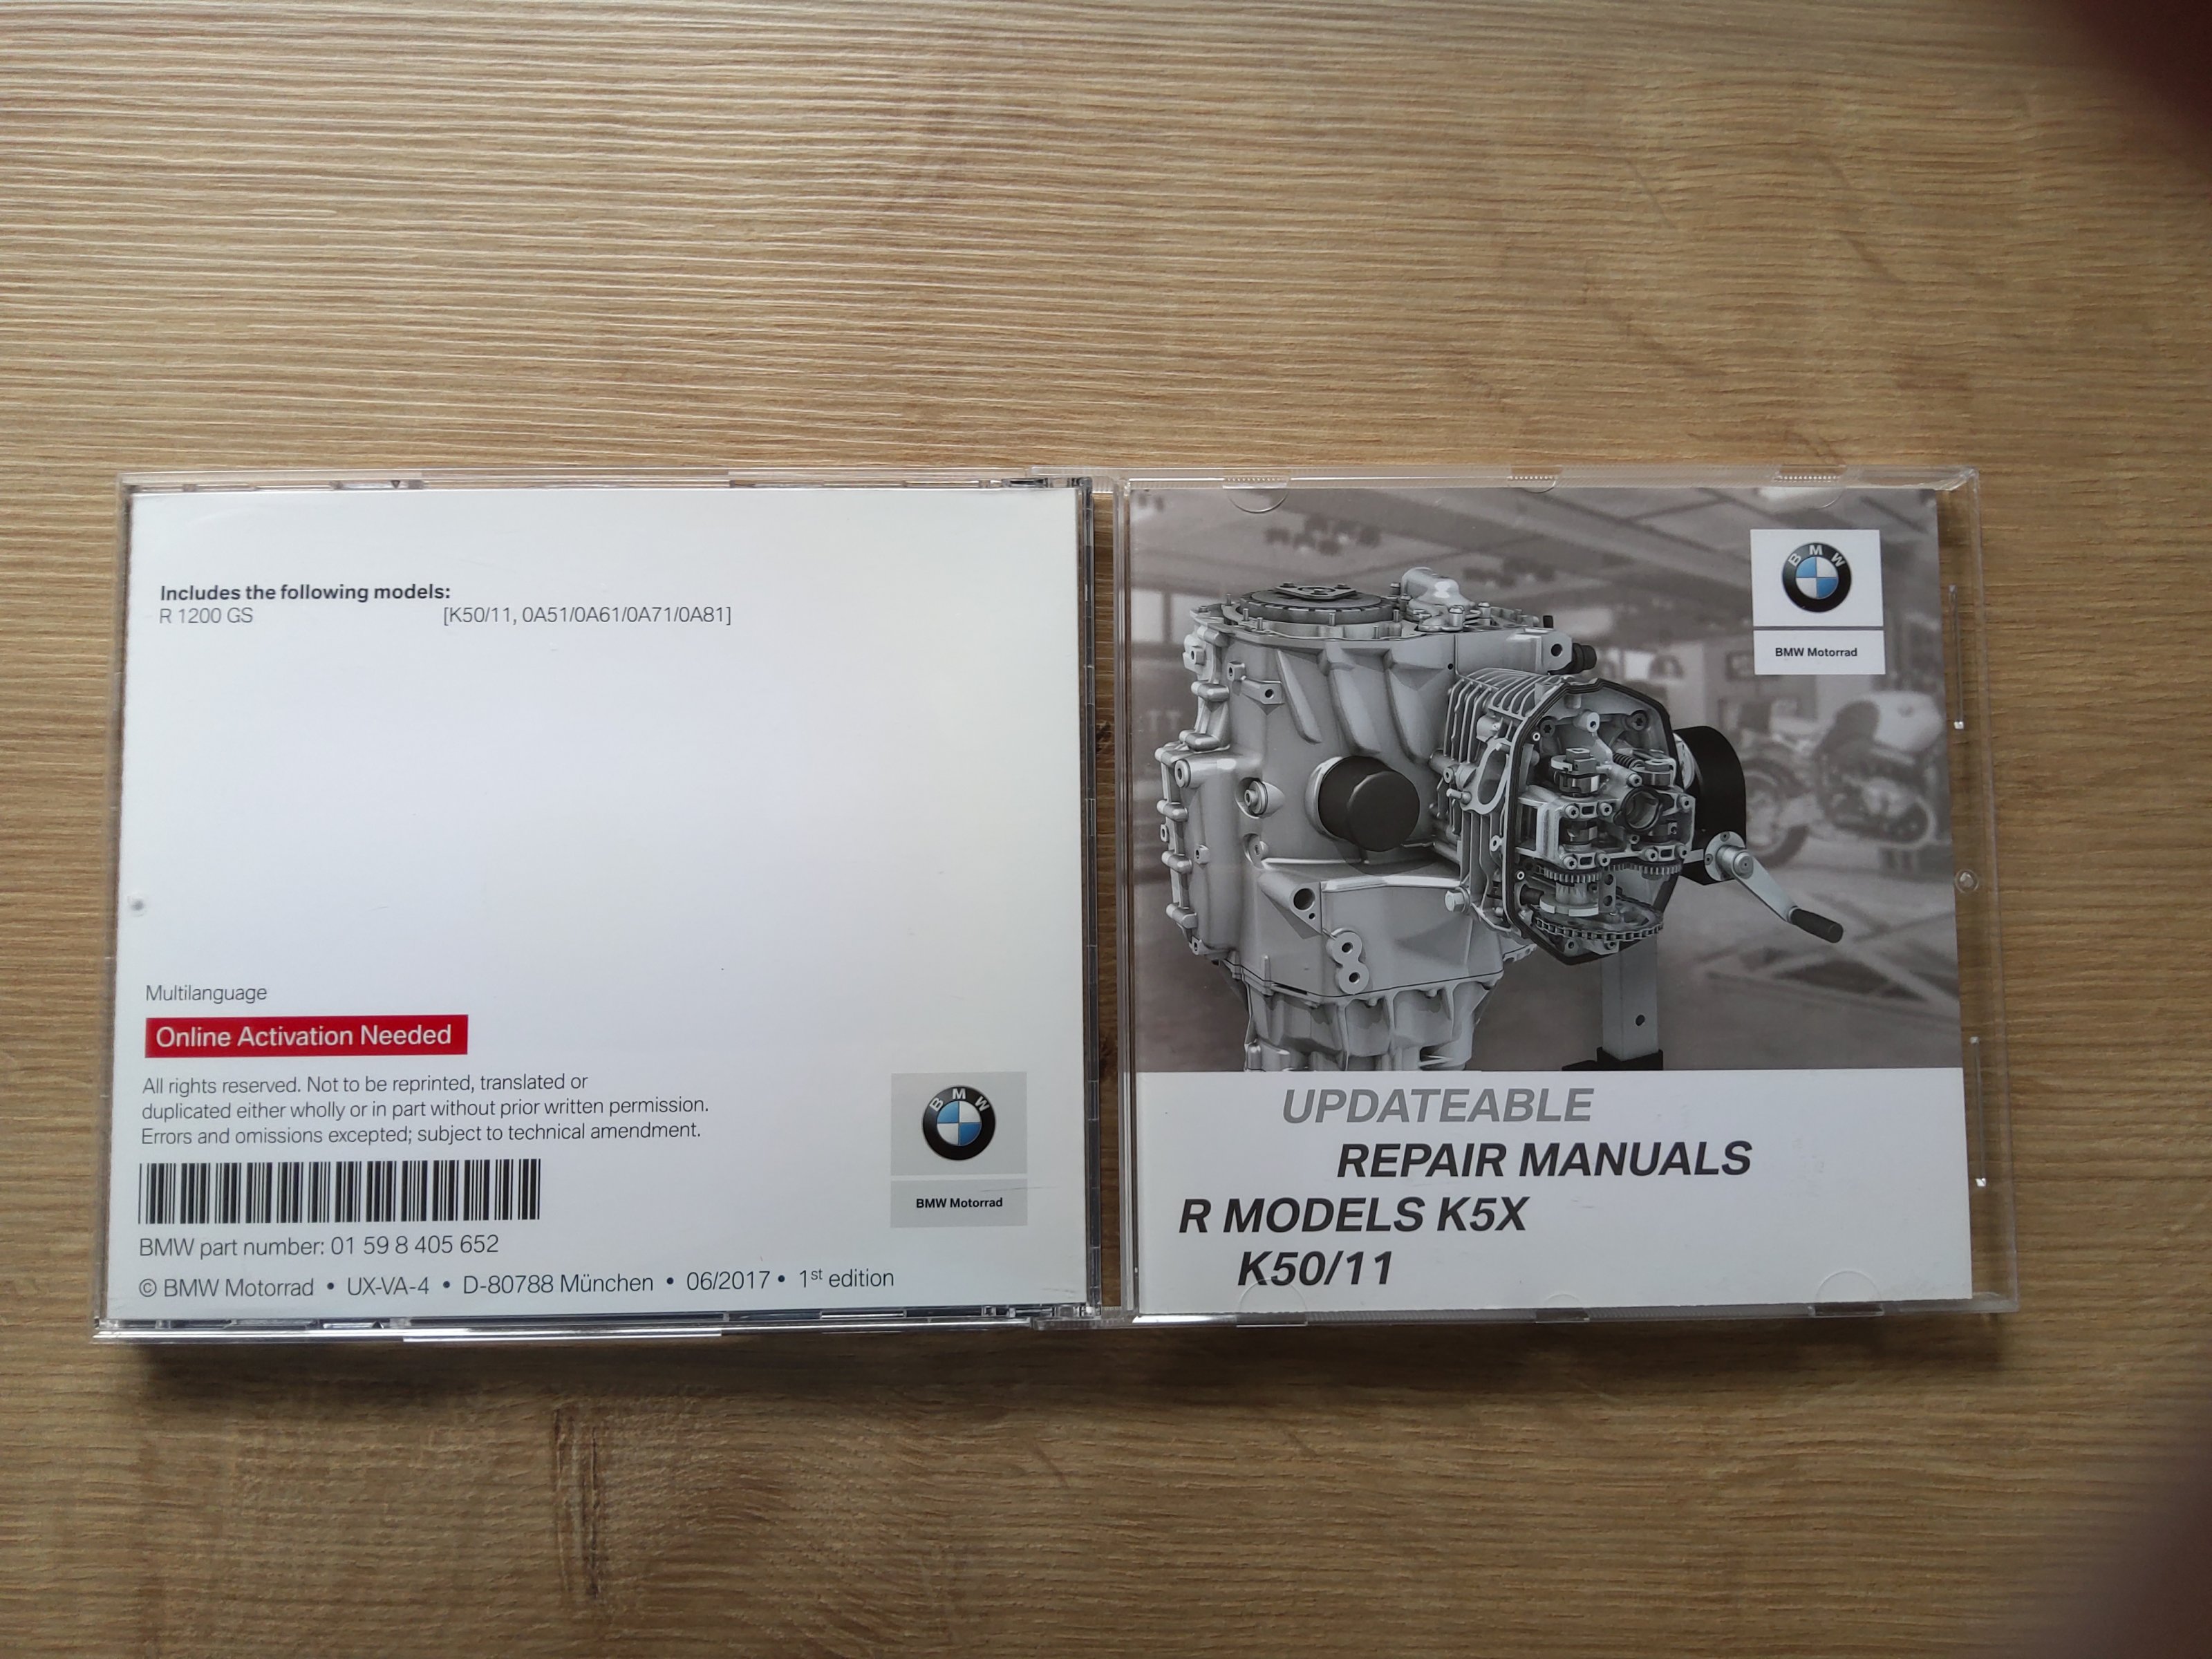 Includes the following models:
R 1200 GS [K50/11, 0A51/0A61/0A71/0A81]
Multilanguage
Online Activation Needed
All rights reserved. Not to be reprinted, translated or
duplicated either wholly or in part without prior written permission.
Errors and omissions excepted; subject to technical amendment.
BMW part number: 01 59 8 405 652
© BMW Motorrad • UX-VA-4 • D-80788 München • 06/2017 • 1st edition
BMW
BMW Motorrad
BMW
BMW Motorrad
UPDATEABLE
REPAIR MANUALS
R MODELS K5X
K50/11